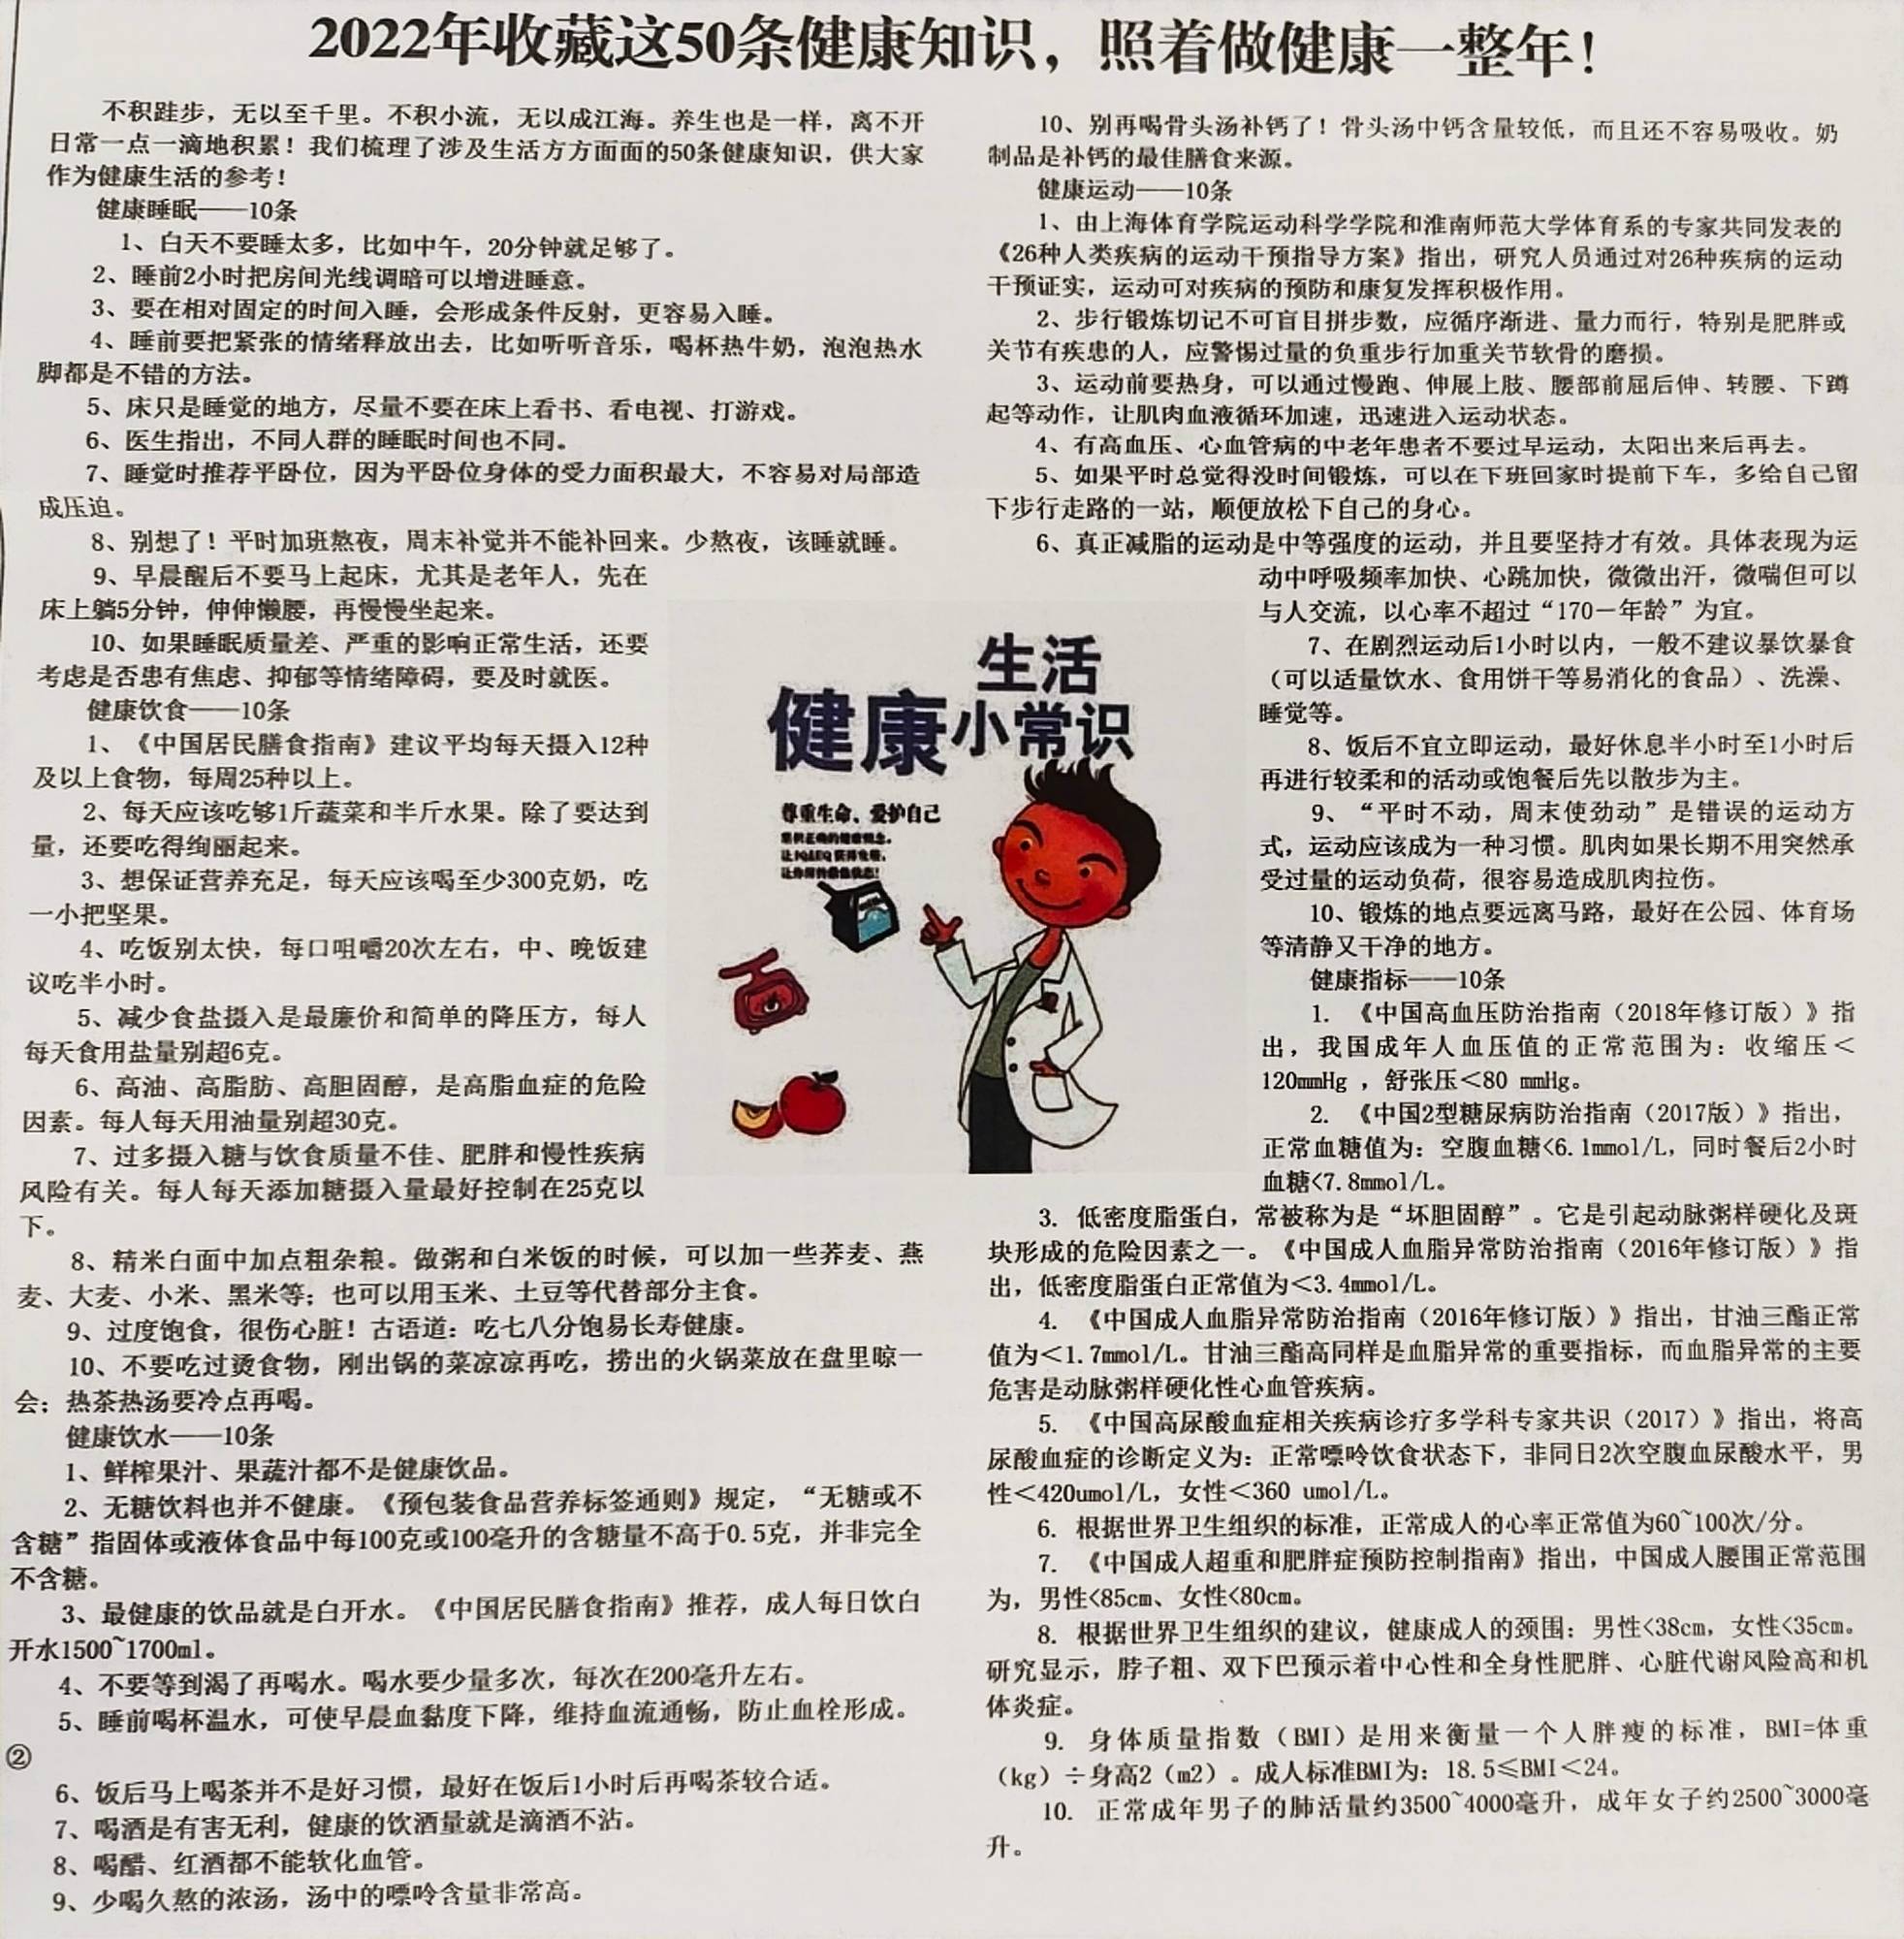 2022年收藏这50条健康知识，照着做健康一整年！
不积跬步，无以至千里。不积小流，无以成江海。养生也是一样，离不开
日常一点一滴地积累！我们梳理了涉及生活方方面面的50条健康知识，供大家
作为健康生活的参考！
健康睡眠——10条
1、白天不要睡太多，比如中午，20分钟就足够了。
2、睡前2小时把房间光线调暗可以增进睡意。
3、要在相对固定的时间入睡，会形成条件反射，更容易入睡。
4、睡前要把紧张的情绪释放出去，比如听听音乐，喝杯热牛奶，泡泡热水
脚都是不错的方法。
5、床只是睡觉的地方，尽量不要在床上看书、看电视、打游戏。
6、医生指出，不同人群的睡眠时间也不同。
7、睡觉时推荐平卧位，因为平卧位身体的受力面积最大，不容易对局部造
成压迫。
8、别想了！平时加班熬夜，周末补觉并不能补回来。少熬夜，该睡就睡。
9、早晨醒后不要马上起床，尤其是老年人，先在
床上躺5分钟，伸伸懒腰，再慢慢坐起来。
10、如果睡眠质量差、严重的影响正常生活，还要
考虑是否患有焦虑、抑郁等情绪障碍，要及时就医。
健康饮食——10条
1、《中国居民膳食指南》建议平均每天摄入12种
及以上食物，每周25种以上。
2、每天应该吃够1斤蔬菜和半斤水果。除了要达到
量，还要吃得绚丽起来。
3、想保证营养充足，每天应该喝至少300克奶，吃
一小把坚果。
4、吃饭别太快，每口咀嚼20次左右，中、晚饭建
议吃半小时。
5、减少食盐摄入是最廉价和简单的降压方，每人
每天食用盐量别超6克。
6、高油、高脂肪、高胆固醇，是高脂血症的危险
因素。每人每天用油量别超30克。
7、过多摄入糖与饮食质量不佳、肥胖和慢性疾病
风险有关。每人每天添加糖摄入量最好控制在25克以
下。
8、精米白面中加点粗杂粮。做粥和白米饭的时候，可以加一些荞麦、燕
麦、大麦、小米、黑米等；也可以用玉米、土豆等代替部分主食。
9、过度饱食，很伤心脏！古语道：吃七八分饱易长寿健康。
10、不要吃过烫食物，刚出锅的菜凉凉再吃，捞出的火锅菜放在盘里晾一
会；热茶热汤要冷点再喝。
健康饮水——10条
1、鲜榨果汁、果蔬汁都不是健康饮品。
2、无糖饮料也并不健康。《预包装食品营养标签通则》规定，“无糖或不
含糖”指固体或液体食品中每100克或100毫升的含糖量不高于0.5克，并非完全
不含糖。
3、最健康的饮品就是白开水。《中国居民膳食指南》推荐，成人每日饮白
开水1500~1700ml。
4、不要等到渴了再喝水。喝水要少量多次，每次在200毫升左右。
5、睡前喝杯温水，可使早晨血黏度下降，维持血流通畅，防止血栓形成。
②
6、饭后马上喝茶并不是好习惯，最好在饭后1小时后再喝茶较合适。
7、喝酒是有害无利，健康的饮酒量就是滴酒不沾。
8、喝醋、红酒都不能软化血管。
9、少喝久熬的浓汤，汤中的嘌呤含量非常高。
生活
健康小常识
尊重生命、爱护自己
10、别再喝骨头汤补钙了！骨头汤中钙含量较低，而且还不容易吸收。奶
制品是补钙的最佳膳食来源。
健康运动——10条
1、由上海体育学院运动科学学院和淮南师范大学体育系的专家共同发表的
《26种人类疾病的运动干预指导方案》指出，研究人员通过对26种疾病的运动
干预证实，运动可对疾病的预防和康复发挥积极作用。
2、步行锻炼切记不可盲目拼步数，应循序渐进、量力而行，特别是肥胖或
关节有疾患的人，应警惕过量的负重步行加重关节软骨的磨损。
3、运动前要热身，可以通过慢跑、伸展上肢、腰部前屈后伸、转腰、下蹲
起等动作，让肌肉血液循环加速，迅速进入运动状态。
4、有高血压、心血管病的中老年患者不要过早运动，太阳出来后再去。
5、如果平时总觉得没时间锻炼，可以在下班回家时提前下车，多给自己留
下步行走路的一站，顺便放松下自己的身心。
6、真正减脂的运动是中等强度的运动，并且要坚持才有效。具体表现为运
动中呼吸频率加快、心跳加快，微微出汗，微喘但可以
与人交流，以心率不超过“170－年龄”为宜。
7、在剧烈运动后1小时以内，一般不建议暴饮暴食
（可以适量饮水、食用饼干等易消化的食品）、洗澡、
睡觉等。
8、饭后不宜立即运动，最好休息半小时至1小时后
再进行较柔和的活动或饱餐后先以散步为主。
9、“平时不动，周末使劲动”是错误的运动方
式，运动应该成为一种习惯。肌肉如果长期不用突然承
受过量的运动负荷，很容易造成肌肉拉伤。
10、锻炼的地点要远离马路，最好在公园、体育场
等清静又干净的地方。
健康指标——10条
1. 《中国高血压防治指南（2018年修订版）》指
出，我国成年人血压值的正常范围为：收缩压＜
120mmHg ，舒张压＜80 mmHg。
2. 《中国2型糖尿病防治指南（2017版）》指出，
正常血糖值为：空腹血糖<6.1mmol/L，同时餐后2小时
血糖<7.8mmol/L。
3. 低密度脂蛋白，常被称为是“坏胆固醇”。它是引起动脉粥样硬化及斑
块形成的危险因素之一。《中国成人血脂异常防治指南（2016年修订版）》指
出，低密度脂蛋白正常值为＜3.4mmol/L。
4. 《中国成人血脂异常防治指南（2016年修订版）》指出，甘油三酯正常
值为＜1.7mmol/L。甘油三酯高同样是血脂异常的重要指标，而血脂异常的主要
危害是动脉粥样硬化性心血管疾病。
5. 《中国高尿酸血症相关疾病诊疗多学科专家共识（2017）》指出，将高
尿酸血症的诊断定义为：正常嘌呤饮食状态下，非同日2次空腹血尿酸水平，男
性＜420umol/L，女性＜360 umol/L。
6. 根据世界卫生组织的标准，正常成人的心率正常值为60~100次/分。
7. 《中国成人超重和肥胖症预防控制指南》指出，中国成人腰围正常范围
为，男性<85cm、女性<80cm。
8. 根据世界卫生组织的建议，健康成人的颈围：男性<38cm，女性<35cm。
研究显示，脖子粗、双下巴预示着中心性和全身性肥胖、心脏代谢风险高和机
体炎症。
9. 身体质量指数（BMI）是用来衡量一个人胖瘦的标准，BMI=体重
（kg）÷身高2（m2）。成人标准BMI为：18.5≤BMI＜24。
10. 正常成年男子的肺活量约3500~4000毫升，成年女子约2500~3000毫
升。